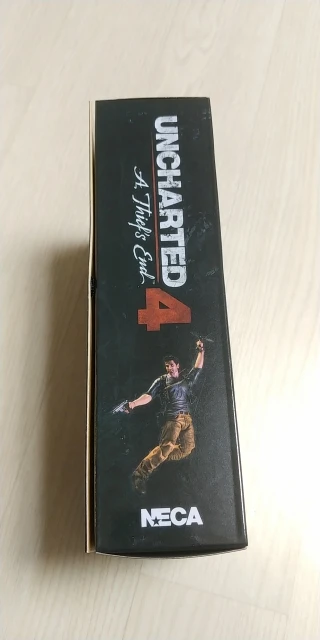 UNCHARTED
A Thief's End
4
NECA